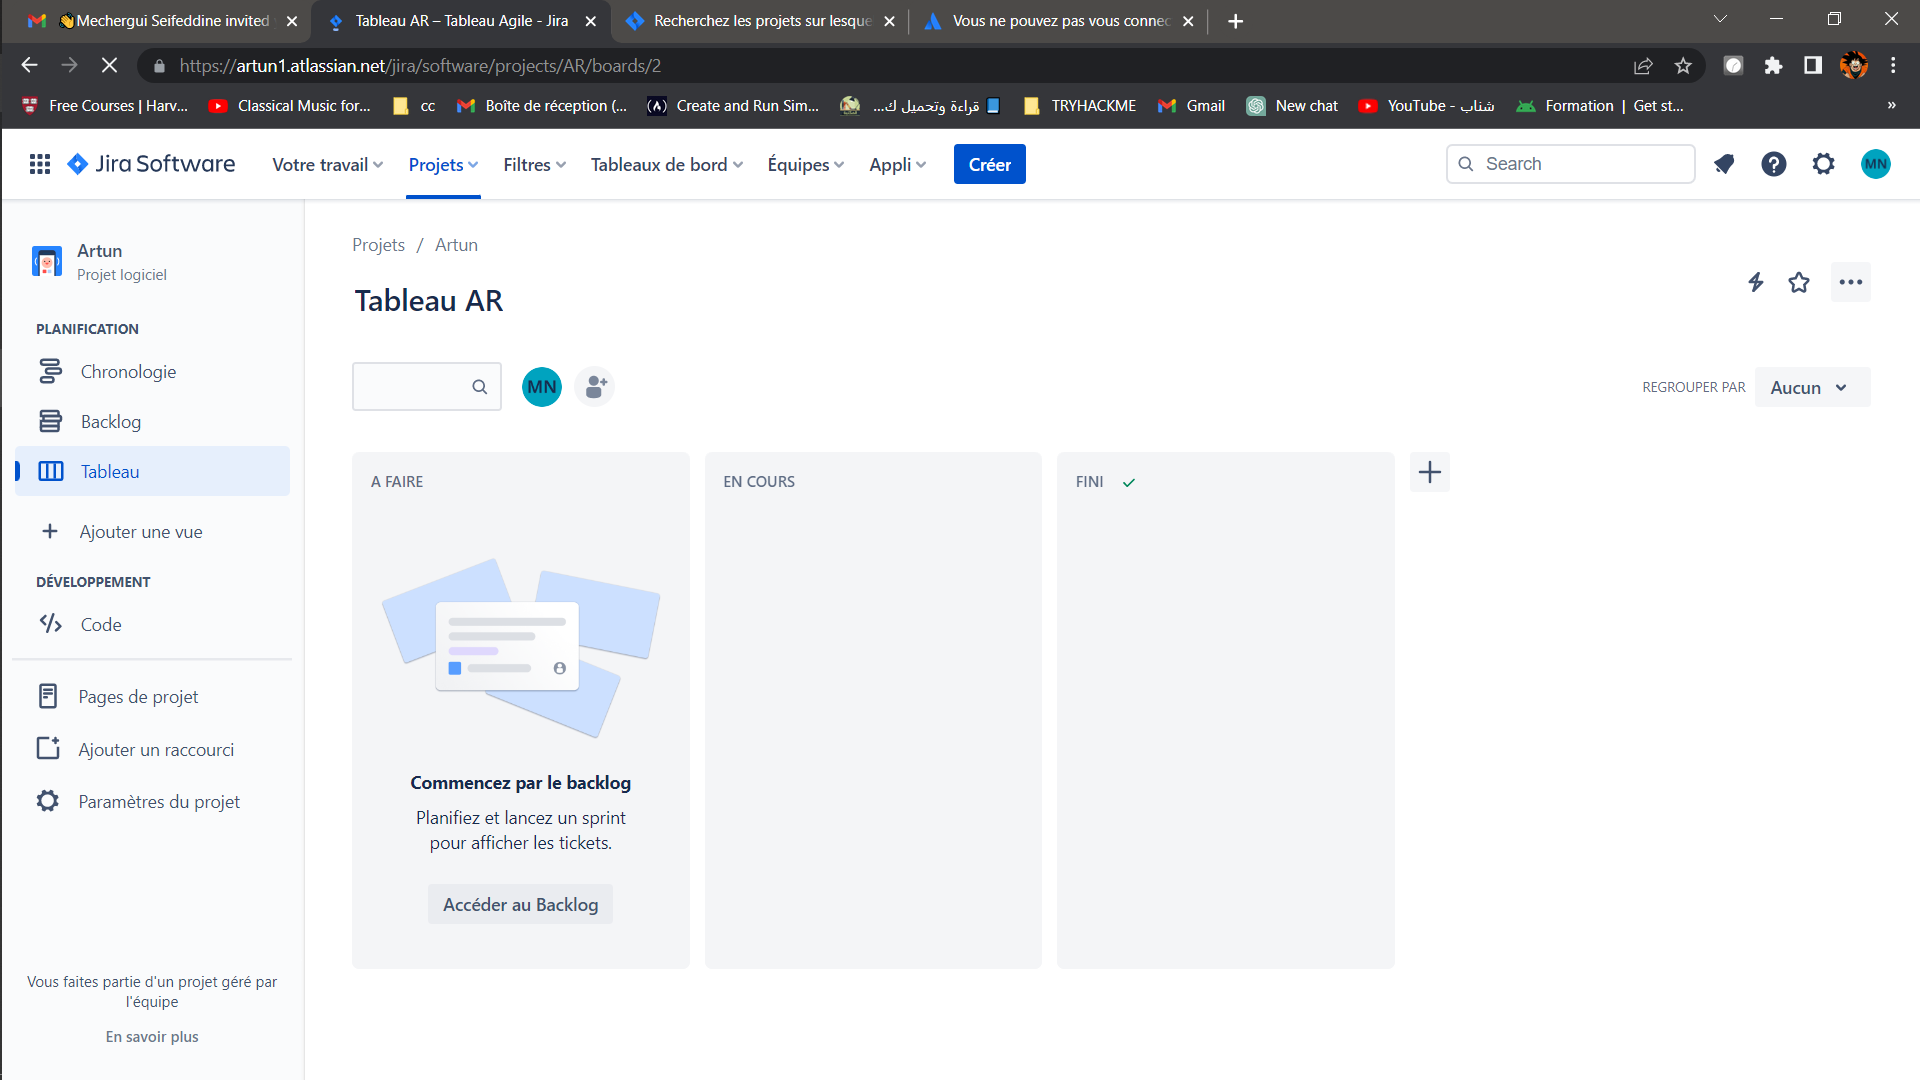 👋Mechergui Seifeddine invited
Tableau AR – Tableau Agile - Jira
Recherchez les projets sur lesque
Vous ne pouvez pas vous connec
https://artun1.atlassian.net/jira/software/projects/AR/boards/2
Free Courses | Harv...
Classical Music for...
cc
Boîte de réception (...
Create and Run Sim...
قراءة وتحميل ك...
TRYHACKME
Gmail
New chat
YouTube - شناب
Formation | Get st...
»
Jira Software
Votre travail
Projets
Filtres
Tableaux de bord
Équipes
Appli
Créer
Search
MN
Artun
Projet logiciel
PLANIFICATION
Chronologie
Backlog
Tableau
Ajouter une vue
DÉVELOPPEMENT
Code
Pages de projet
Ajouter un raccourci
Paramètres du projet
Vous faites partie d'un projet géré par
l'équipe
En savoir plus
Projets / Artun
Tableau AR
MN
REGROUPER PAR
Aucun
A FAIRE
EN COURS
FINI
Commencez par le backlog
Planifiez et lancez un sprint
pour afficher les tickets.
Accéder au Backlog